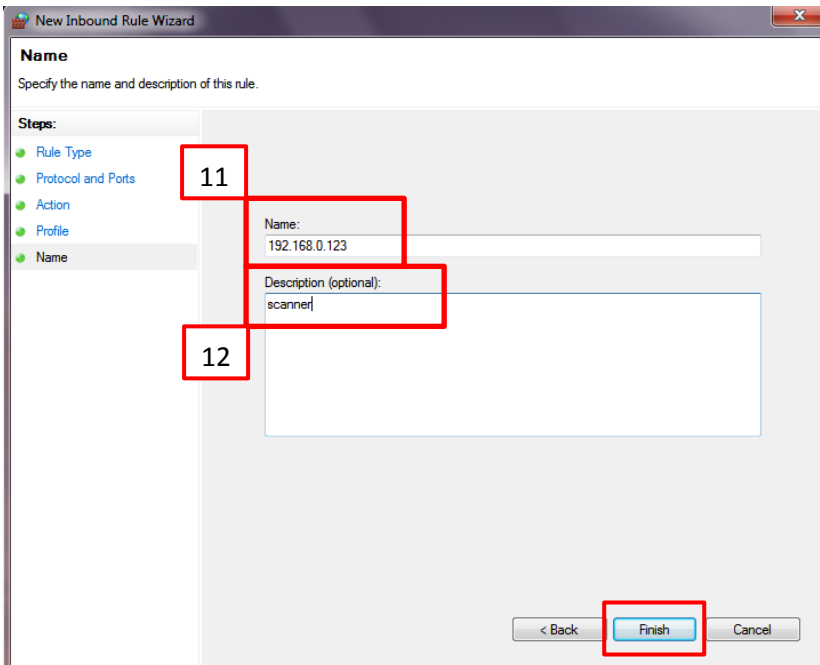 New Inbound Rule Wizard
Name
Specify the name and description of this rule.
Steps:
Rule Type
Protocol and Ports
Action
Profile
Name
11
Name:
192.168.0.123
Description (optional):
scanner
12
< Back
Finish
Cancel